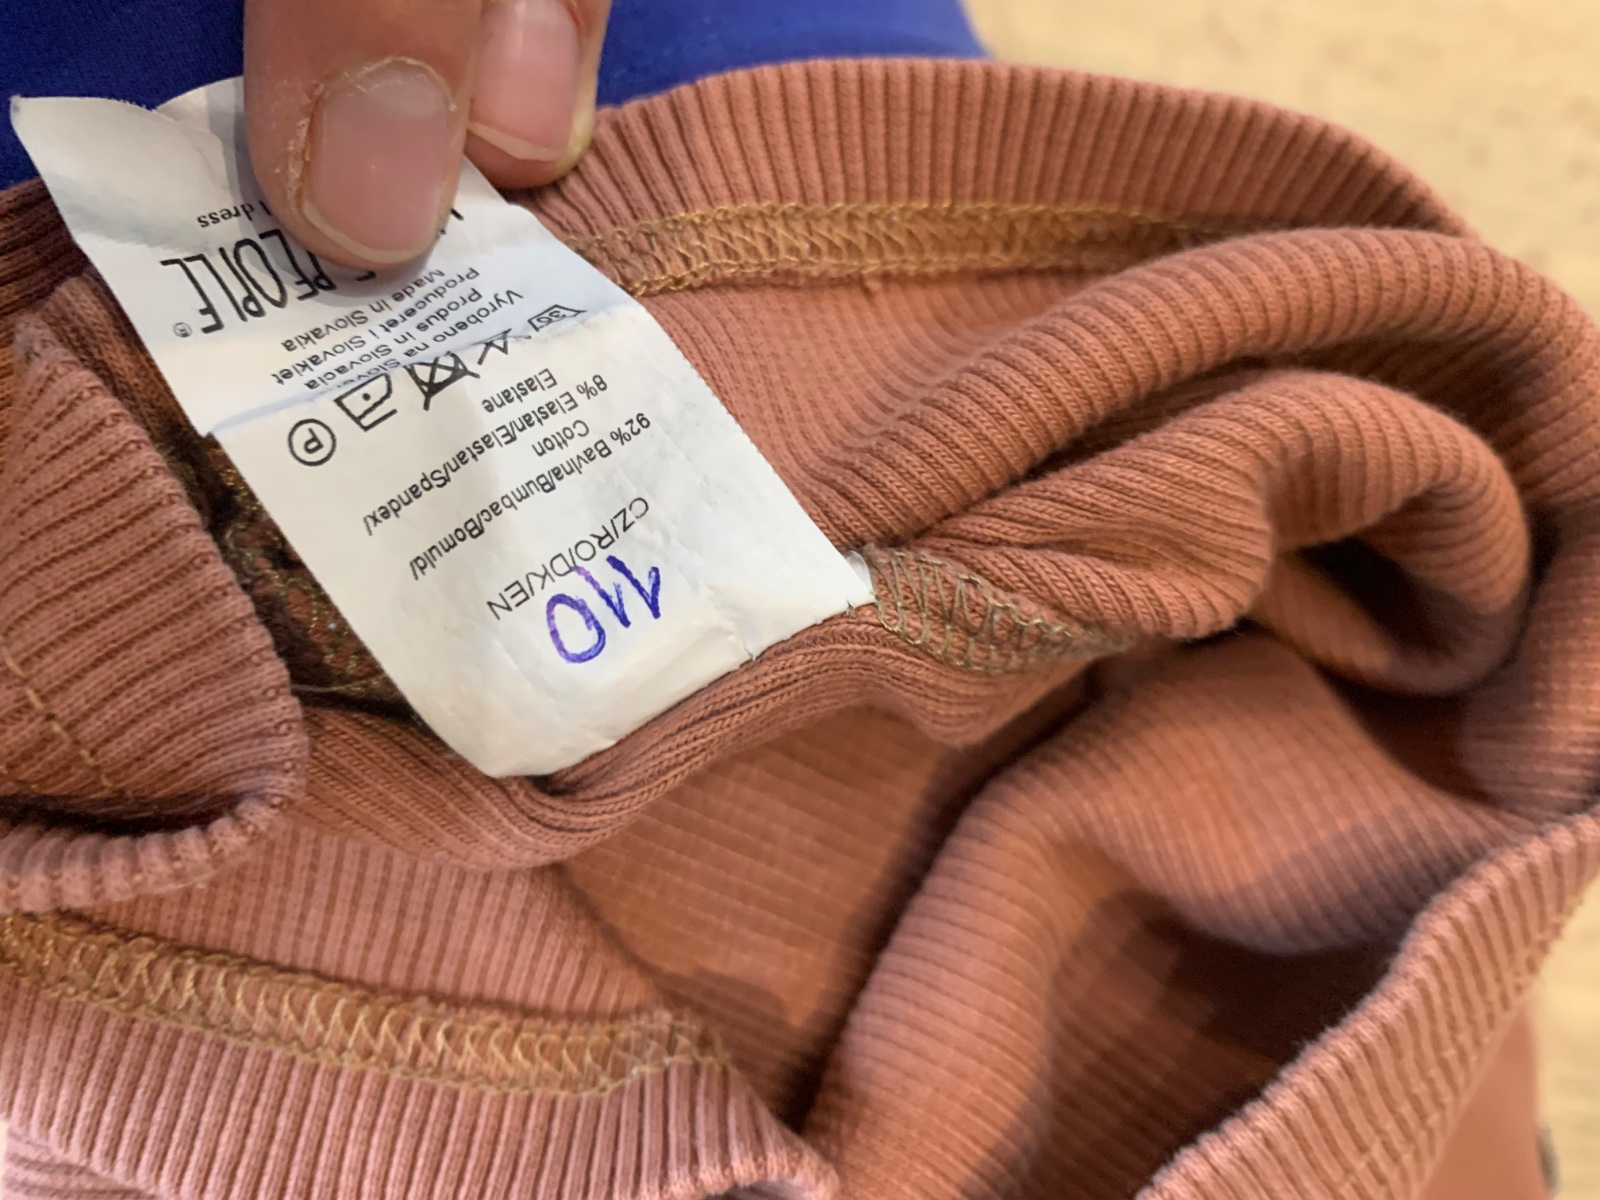 110
CZ/RO/DK/EN
92% Bavlna/Bumbac/Bomuld/
Cotton
8% Elastan/Elastan/Spandex/
Elastane
30 P
Vyrobeno na
Produs in Slovacia
Produceret i Slovakiet
Made in Slovakia
PEOPLE®
dress